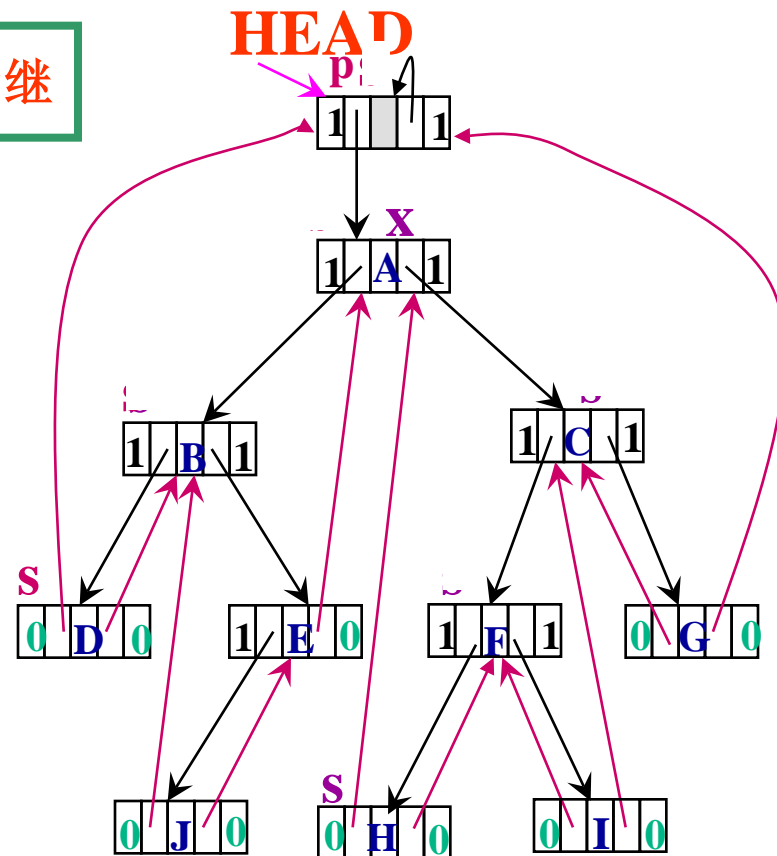 HEAD
继
p
1 1
x
1 A 1
1 B 1
1 C 1
s
0 D 0
1 E 0
1 F 1
0 G 0
s
0 J 0
0 H 0
0 I 0